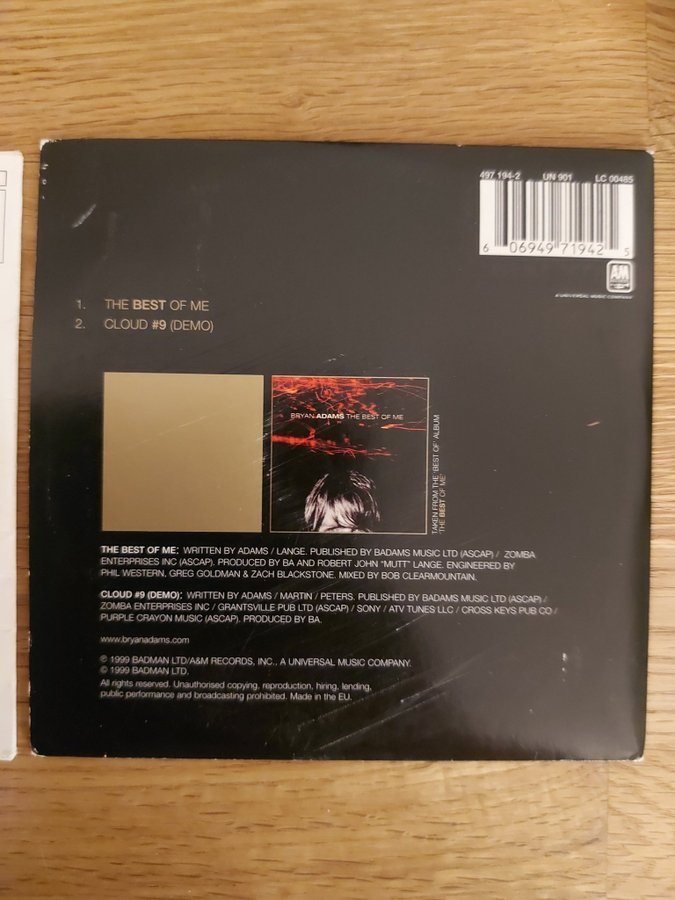 497 194-2 UN 901 LC 00485
6 06949 71942 5
A&M
A UNIVERSAL MUSIC COMPANY
1. THE BEST OF ME
2. CLOUD #9 (DEMO)
BRYAN ADAMS THE BEST OF ME
TAKEN FROM THE 'BEST OF' ALBUM
'THE BEST OF ME'
THE BEST OF ME: WRITTEN BY ADAMS / LANGE. PUBLISHED BY BADAMS MUSIC LTD (ASCAP) / ZOMBA
ENTERPRISES INC (ASCAP). PRODUCED BY BA AND ROBERT JOHN "MUTT" LANGE. ENGINEERED BY
PHIL WESTERN, GREG GOLDMAN & ZACH BLACKSTONE. MIXED BY BOB CLEARMOUNTAIN.
CLOUD #9 (DEMO): WRITTEN BY ADAMS / MARTIN / PETERS. PUBLISHED BY BADAMS MUSIC LTD (ASCAP) /
ZOMBA ENTERPRISES INC / GRANTSVILLE PUB LTD (ASCAP) / SONY / ATV TUNES LLC / CROSS KEYS PUB CO /
PURPLE CRAYON MUSIC (ASCAP). PRODUCED BY BA.
www.bryanadams.com
℗ 1999 BADMAN LTD/A&M RECORDS, INC., A UNIVERSAL MUSIC COMPANY.
© 1999 BADMAN LTD.
All rights reserved. Unauthorised copying, reproduction, hiring, lending,
public performance and broadcasting prohibited. Made in the EU.